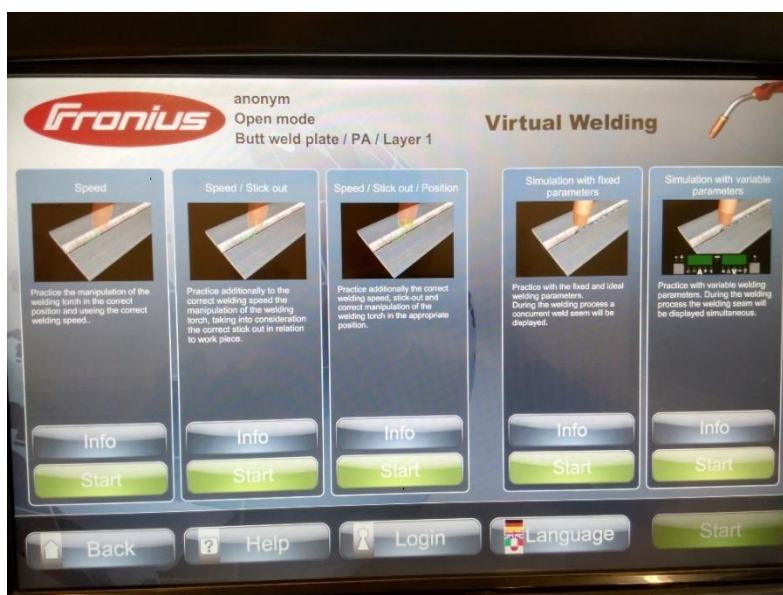 Fronius
anonym
Open mode
Butt weld plate / PA / Layer 1
Virtual Welding
Speed
Practice the manipulation of the
welding torch in the correct
position and useing the correct
welding speed..
Info
Start
Speed / Stick out
Practice additionally to the
correct welding speed the
manipulation of the welding
torch, taking into consideration
the correct stick out in relation
to work piece.
Info
Start
Speed / Stick out / Position
Practice additionally the correct
welding speed, stick-out and
correct manipulation of the
welding torch in the appropriate
position.
Info
Start
Simulation with fixed
parameters
Practice with the fixed and ideal
welding parameters.
During the welding process a
concurrent weld seem will be
displayed.
Info
Start
Simulation with variable
parameters
A
V
Practice with variable welding
parameters. During the welding
process the welding seam will
be displayed simultaneous.
Info
Start
Back
? Help
Login
Language
Start